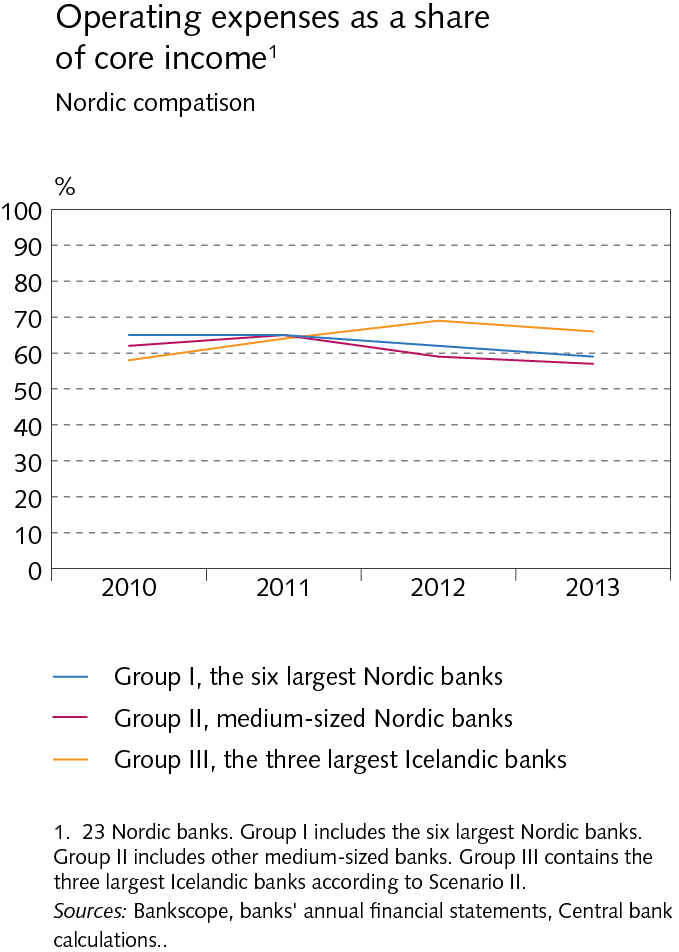 Operating expenses as a share
of core income¹
Nordic compatison
%
100
90
80
70
60
50
40
30
20
10
0
2010 2011 2012 2013
Group I, the six largest Nordic banks
Group II, medium-sized Nordic banks
Group III, the three largest Icelandic banks
1. 23 Nordic banks. Group I includes the six largest Nordic banks.
Group II includes other medium-sized banks. Group III contains the
three largest Icelandic banks according to Scenario II.
Sources: Bankscope, banks' annual financial statements, Central bank
calculations..